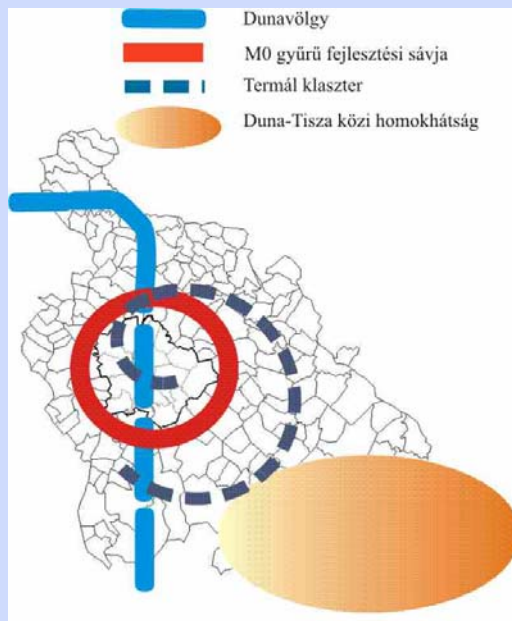 Dunavölgy
M0 gyűrű fejlesztési sávja
Termál klaszter
Duna-Tisza közi homokhátság